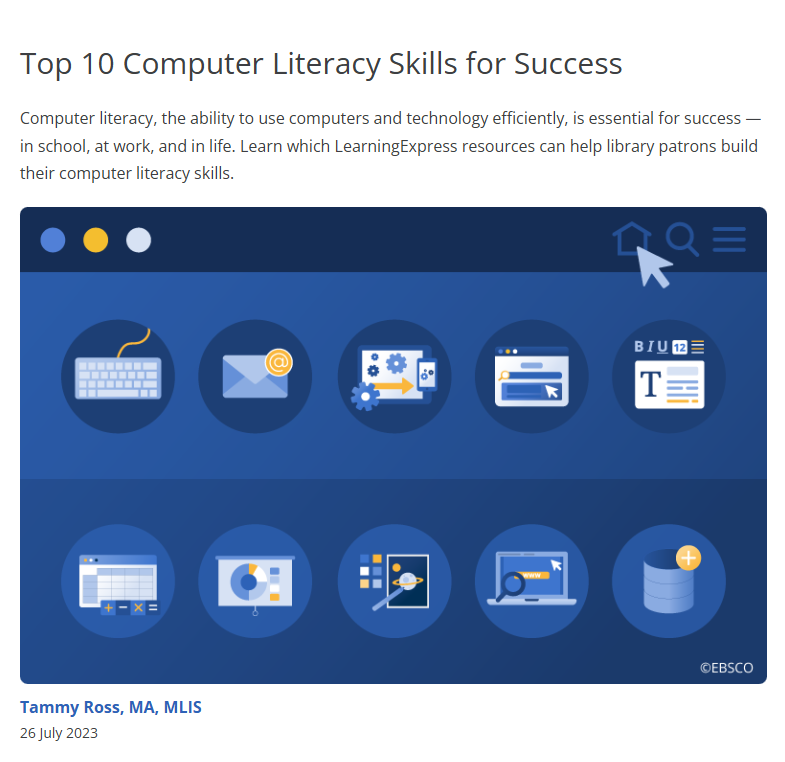 Top 10 Computer Literacy Skills for Success
Computer literacy, the ability to use computers and technology efficiently, is essential for success —
in school, at work, and in life. Learn which LearningExpress resources can help library patrons build
their computer literacy skills.
B I U 12
@
T
www
©EBSCO
Tammy Ross, MA, MLIS
26 July 2023